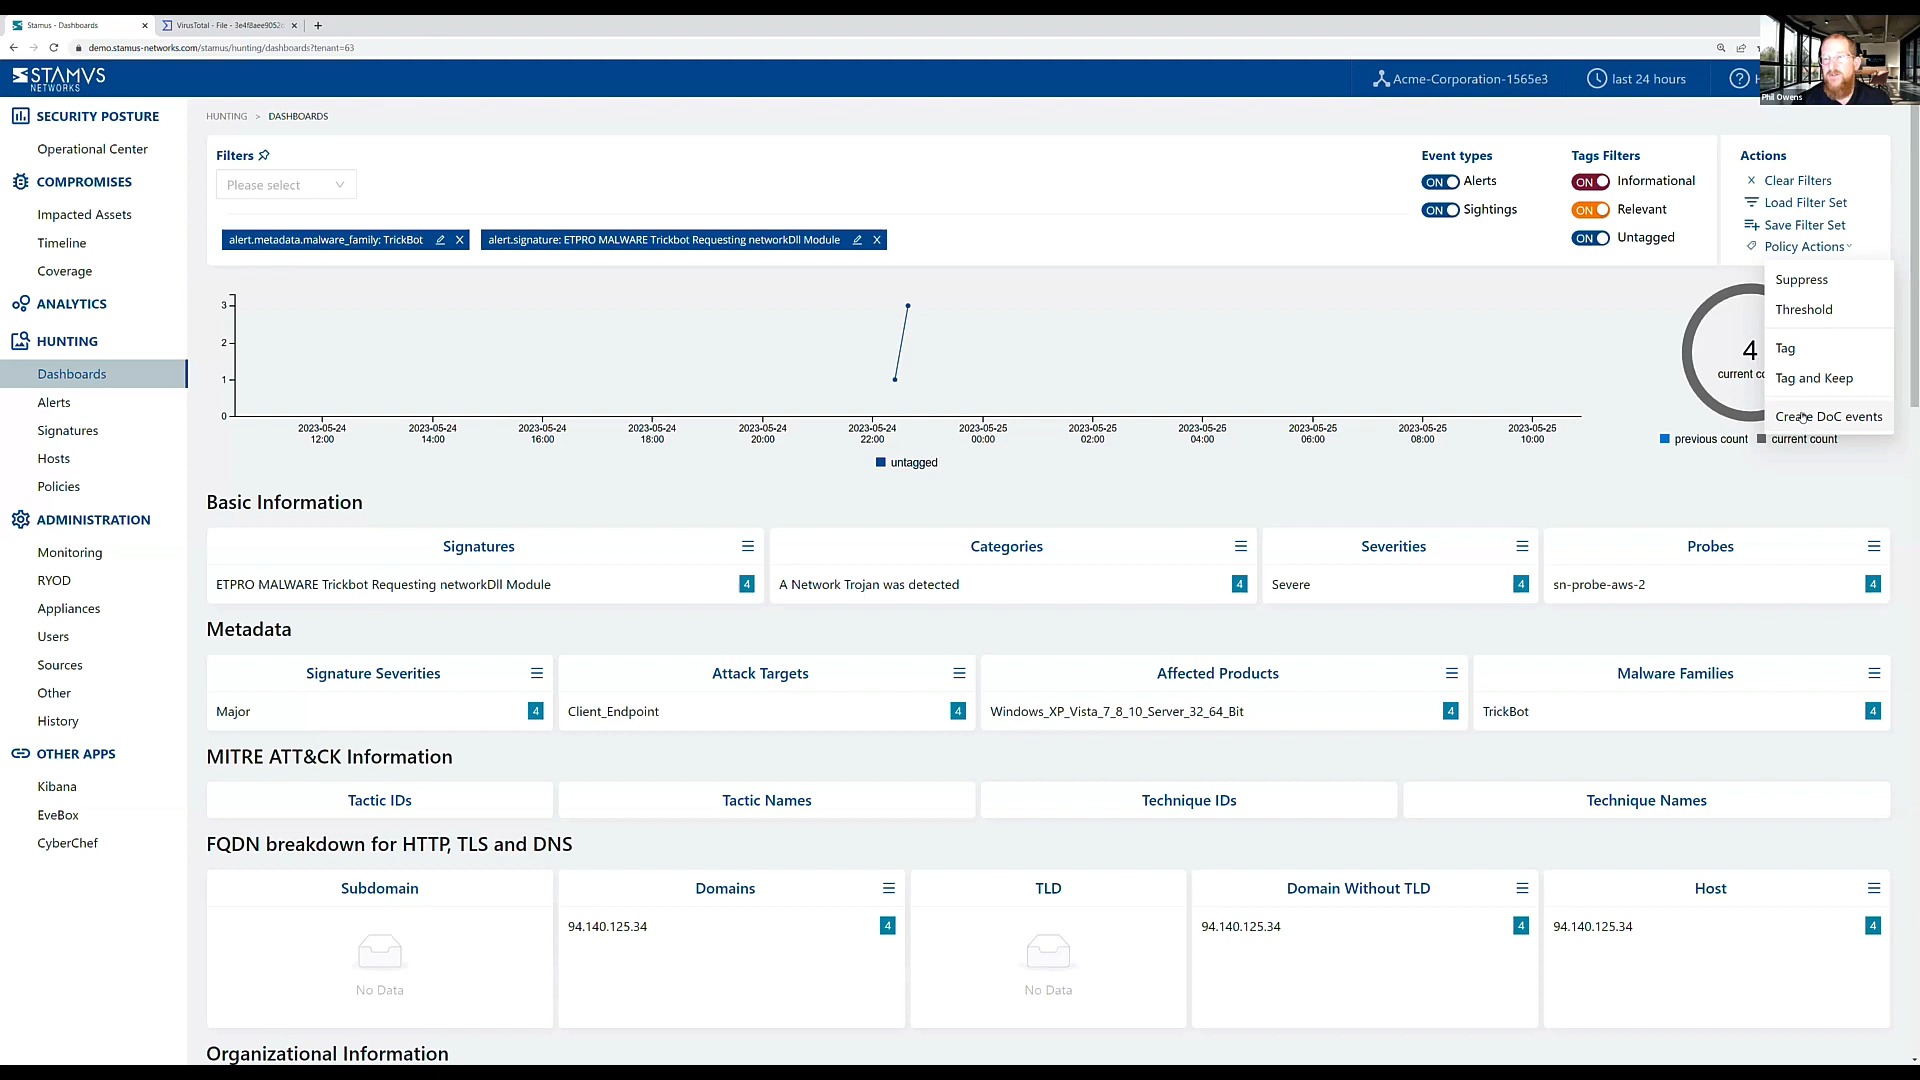 Stamus - Dashboards
VirusTotal - File - 3e4f8aee9052
demo.stamus-networks.com/stamus/hunting/dashboards?tenant=63
STAMVS
NETWORKS
Acme-Corporation-1565e3
last 24 hours
Phil Owens
SECURITY POSTURE
Operational Center
COMPROMISES
Impacted Assets
Timeline
Coverage
ANALYTICS
HUNTING
Dashboards
Alerts
Signatures
Hosts
Policies
ADMINISTRATION
Monitoring
RYOD
Appliances
Users
Sources
Other
History
OTHER APPS
Kibana
EveBox
CyberChef
HUNTING > DASHBOARDS
Filters
Please select
alert.metadata.malware_family: TrickBot
alert.signature: ETPRO MALWARE Trickbot Requesting networkDll Module
Event types
ON Alerts
ON Sightings
Tags Filters
ON Informational
ON Relevant
ON Untagged
Actions
Clear Filters
Load Filter Set
Save Filter Set
Policy Actions
Suppress
Threshold
Tag
Tag and Keep
Create DoC events
3
2
1
0
2023-05-24 12:00
2023-05-24 14:00
2023-05-24 16:00
2023-05-24 18:00
2023-05-24 20:00
2023-05-24 22:00
2023-05-25 00:00
2023-05-25 02:00
2023-05-25 04:00
2023-05-25 06:00
2023-05-25 08:00
2023-05-25 10:00
untagged
4
current co
previous count
current count
Basic Information
Signatures
ETPRO MALWARE Trickbot Requesting networkDll Module 4
Categories
A Network Trojan was detected 4
Severities
Severe 4
Probes
sn-probe-aws-2 4
Metadata
Signature Severities
Major 4
Attack Targets
Client_Endpoint 4
Affected Products
Windows_XP_Vista_7_8_10_Server_32_64_Bit 4
Malware Families
TrickBot 4
MITRE ATT&CK Information
Tactic IDs
Tactic Names
Technique IDs
Technique Names
FQDN breakdown for HTTP, TLS and DNS
Subdomain
No Data
Domains
94.140.125.34 4
TLD
No Data
Domain Without TLD
94.140.125.34 4
Host
94.140.125.34 4
Organizational Information